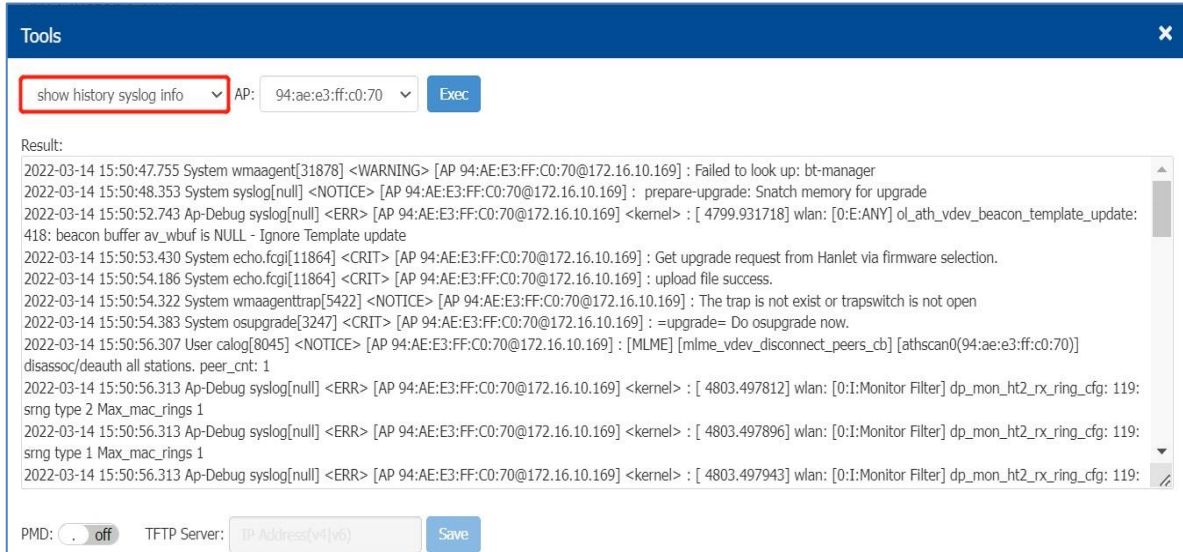 Tools
show history syslog info AP: 94:ae:e3:ff:c0:70 Exec
Result:
2022-03-14 15:50:47.755 System wmaagent[31878] <WARNING> [AP 94:AE:E3:FF:C0:70@172.16.10.169] : Failed to look up: bt-manager
2022-03-14 15:50:48.353 System syslog[null] <NOTICE> [AP 94:AE:E3:FF:C0:70@172.16.10.169] : prepare-upgrade: Snatch memory for upgrade
2022-03-14 15:50:52.743 Ap-Debug syslog[null] <ERR> [AP 94:AE:E3:FF:C0:70@172.16.10.169] <kernel> : [ 4799.931718] wlan: [0:E:ANY] ol_ath_vdev_beacon_template_update:
418: beacon buffer av_wbuf is NULL - Ignore Template update
2022-03-14 15:50:53.430 System echo.fcgi[11864] <CRIT> [AP 94:AE:E3:FF:C0:70@172.16.10.169] : Get upgrade request from Hanlet via firmware selection.
2022-03-14 15:50:54.186 System echo.fcgi[11864] <CRIT> [AP 94:AE:E3:FF:C0:70@172.16.10.169] : upload file success.
2022-03-14 15:50:54.322 System wmaagenttrap[5422] <NOTICE> [AP 94:AE:E3:FF:C0:70@172.16.10.169] : The trap is not exist or trapswitch is not open
2022-03-14 15:50:54.383 System osupgrade[3247] <CRIT> [AP 94:AE:E3:FF:C0:70@172.16.10.169] : =upgrade= Do osupgrade now.
2022-03-14 15:50:56.307 User calog[8045] <NOTICE> [AP 94:AE:E3:FF:C0:70@172.16.10.169] : [MLME] [mlme_vdev_disconnect_peers_cb] [athscan0(94:ae:e3:ff:c0:70)]
disassoc/deauth all stations. peer_cnt: 1
2022-03-14 15:50:56.313 Ap-Debug syslog[null] <ERR> [AP 94:AE:E3:FF:C0:70@172.16.10.169] <kernel> : [ 4803.497812] wlan: [0:I:Monitor Filter] dp_mon_ht2_rx_ring_cfg: 119:
srng type 2 Max_mac_rings 1
2022-03-14 15:50:56.313 Ap-Debug syslog[null] <ERR> [AP 94:AE:E3:FF:C0:70@172.16.10.169] <kernel> : [ 4803.497896] wlan: [0:I:Monitor Filter] dp_mon_ht2_rx_ring_cfg: 119:
srng type 1 Max_mac_rings 1
2022-03-14 15:50:56.313 Ap-Debug syslog[null] <ERR> [AP 94:AE:E3:FF:C0:70@172.16.10.169] <kernel> : [ 4803.497943] wlan: [0:I:Monitor Filter] dp_mon_ht2_rx_ring_cfg: 119:
PMD: . off TFTP Server: IP Address(v4|v6) Save